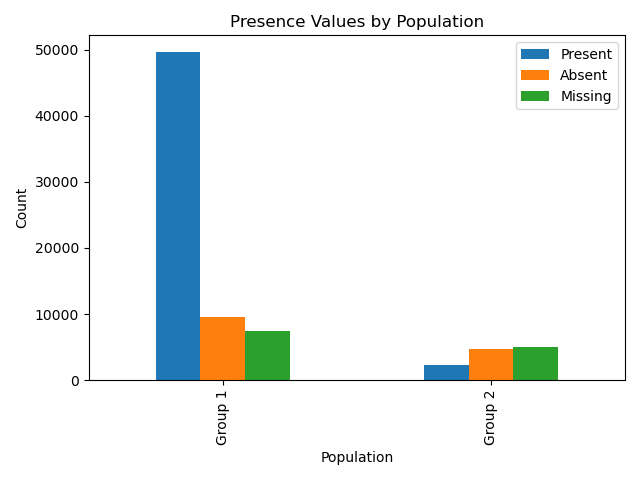 Presence Values by Population
Present
Absent
Missing
50000
40000
30000
20000
10000
0
Count
Group 1
Group 2
Population